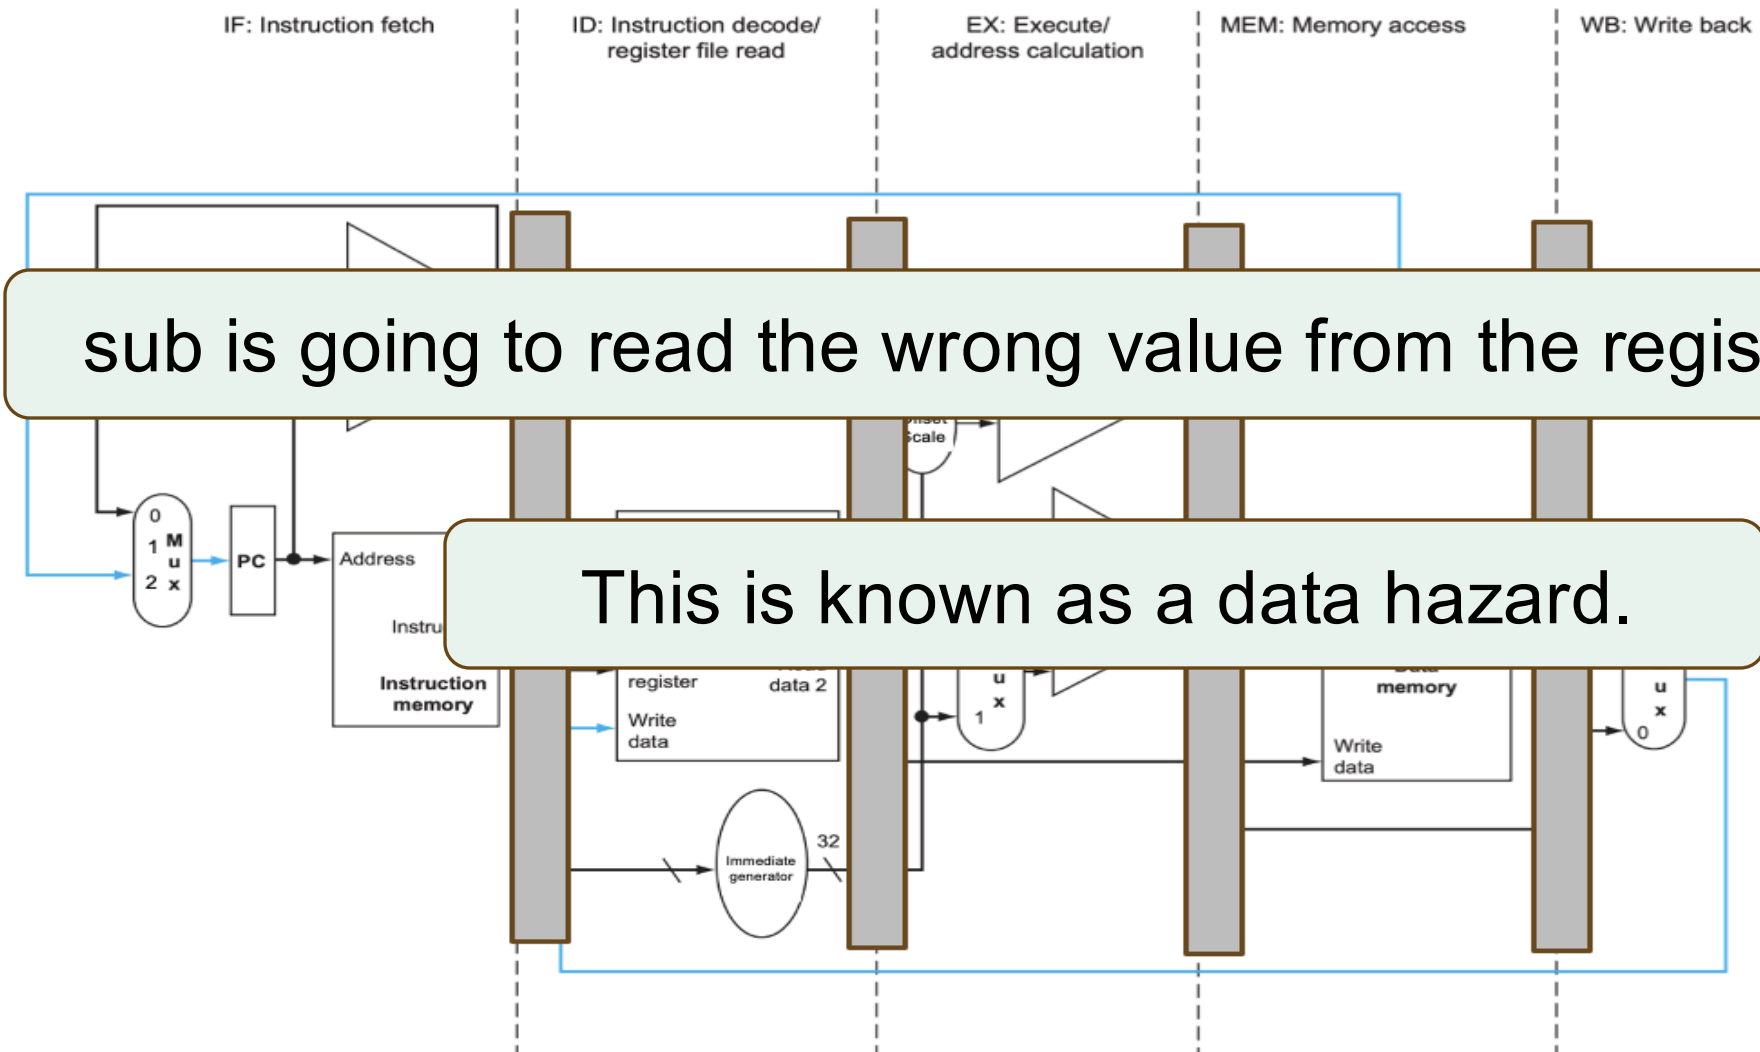 IF: Instruction fetch
ID: Instruction decode/
register file read
EX: Execute/
address calculation
MEM: Memory access
WB: Write back
sub is going to read the wrong value from the regis
Scale
0
1
2
M
u
x
PC
Address
Instru
Instruction
memory
This is known as a data hazard.
register
data 2
Write
data
u
x
1
memory
Write
data
u
x
0
Immediate
generator
32